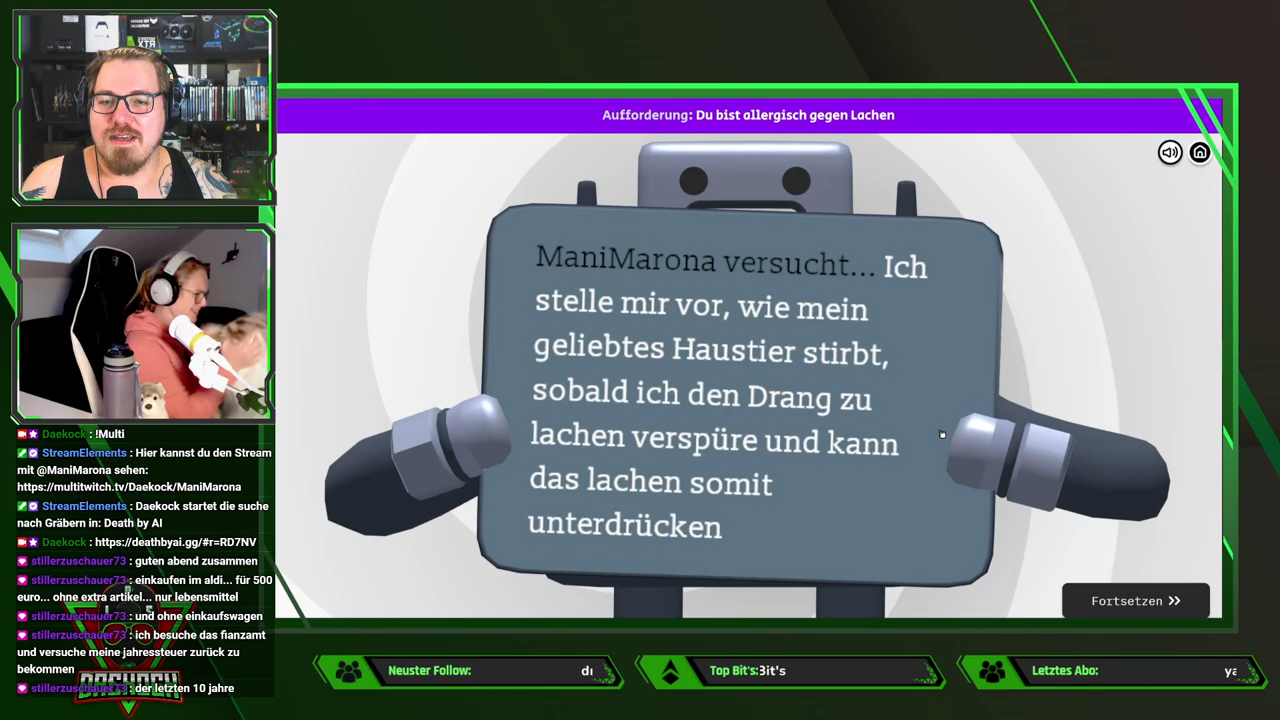 Aufforderung: Du bist allergisch gegen Lachen
ManiMarona versucht... Ich
stelle mir vor, wie mein
geliebtes Haustier stirbt,
sobald ich den Drang zu
lachen verspüre und kann
das lachen somit
unterdrücken
Fortsetzen
Daekock : !Multi
StreamElements : Hier kannst du den Stream
mit @ManiMarona sehen:
https://multitwitch.tv/Daekock/ManiMarona
StreamElements : Daekock startet die suche
nach Gräbern in: Death by AI
Daekock : https://deathbyai.gg/#r=RD7NV
stillerzuschauer73 : guten abend zusammen
stillerzuschauer73 : einkaufen im aldi... für 500
euro... ohne extra artikel... nur lebensmittel
stillerzuschauer73 : und ohne einkaufswagen
stillerzuschauer73 : ich besuche das fianzamt
und versuche meine jahressteuer zurück zu
bekommen
stillerzuschauer73 : der letzten 10 jahre
Neuster Follow:
Top Bit's: 3it's
Letztes Abo: